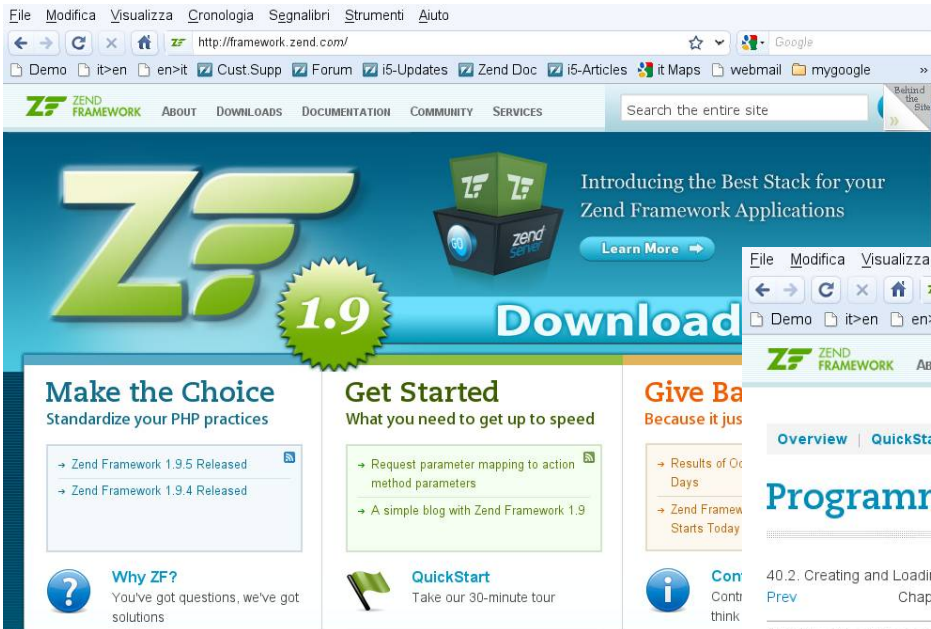 File Modifica Visualizza Cronologia Segnalibri Strumenti Aiuto
http://framework.zend.com/
Google
Demo it>en en>it Cust.Supp Forum i5-Updates Zend Doc i5-Articles it Maps webmail mygoogle »
ZF ZEND FRAMEWORK ABOUT DOWNLOADS DOCUMENTATION COMMUNITY SERVICES
Search the entire site
Behind the Site
ZF
1.9
GO
zend server
Introducing the Best Stack for your
Zend Framework Applications
Learn More
Download
Make the Choice
Standardize your PHP practices
Zend Framework 1.9.5 Released
Zend Framework 1.9.4 Released
Why ZF?
You've got questions, we've got
solutions
Get Started
What you need to get up to speed
Request parameter mapping to action
method parameters
A simple blog with Zend Framework 1.9
QuickStart
Take our 30-minute tour
Give Ba
Because it jus
Results of Oc
Days
Zend Framew
Starts Today
Con
Contr
think
File Modifica Visualizza
Demo it>en en>
ZF ZEND FRAMEWORK AB
Overview | QuickSta
Programm
40.2. Creating and Loadin
Prev Chap